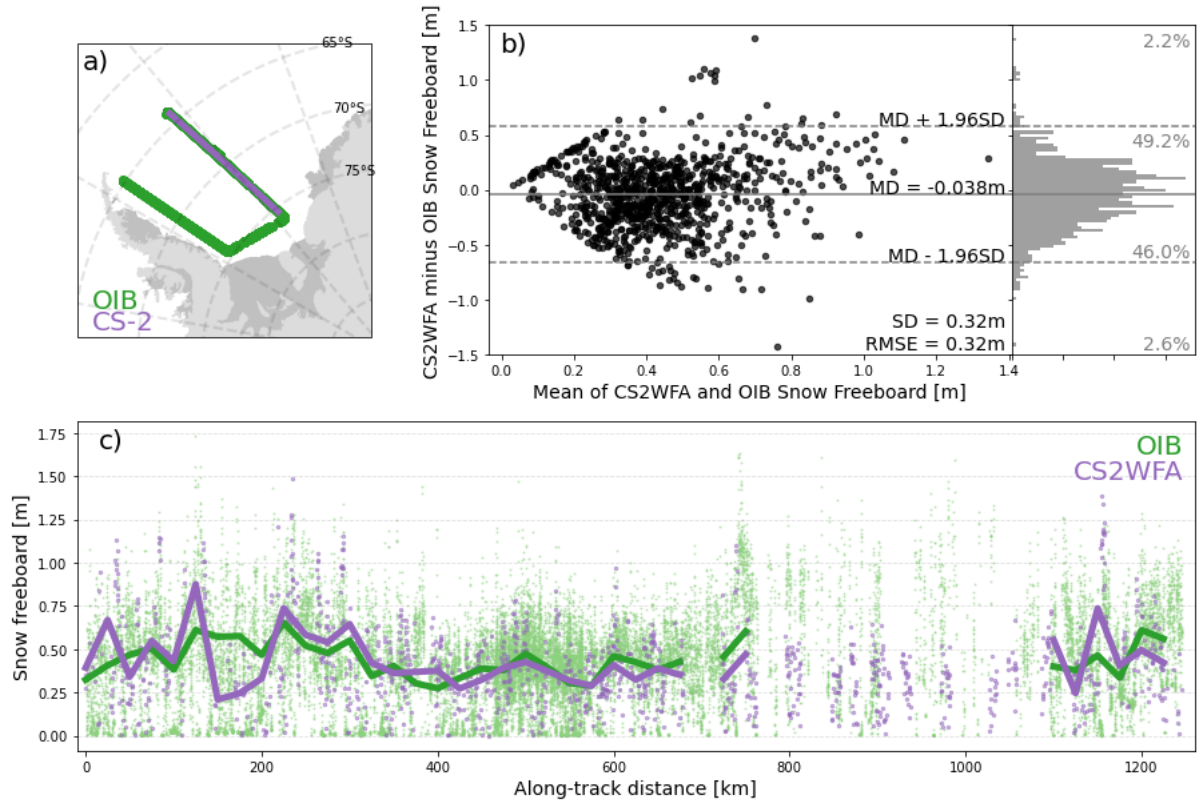 a)
65°S
70°S
75°S
OIB
CS-2
b)
CS2WFA minus OIB Snow Freeboard [m]
1.5
1.0
0.5
0.0
−0.5
−1.0
−1.5
MD + 1.96SD
MD = -0.038m
MD - 1.96SD
SD = 0.32m
RMSE = 0.32m
2.2%
49.2%
46.0%
2.6%
0.0 0.2 0.4 0.6 0.8 1.0 1.2 1.4
Mean of CS2WFA and OIB Snow Freeboard [m]
c)
OIB
CS2WFA
Snow freeboard [m]
1.75
1.50
1.25
1.00
0.75
0.50
0.25
0.00
0 200 400 600 800 1000 1200
Along-track distance [km]